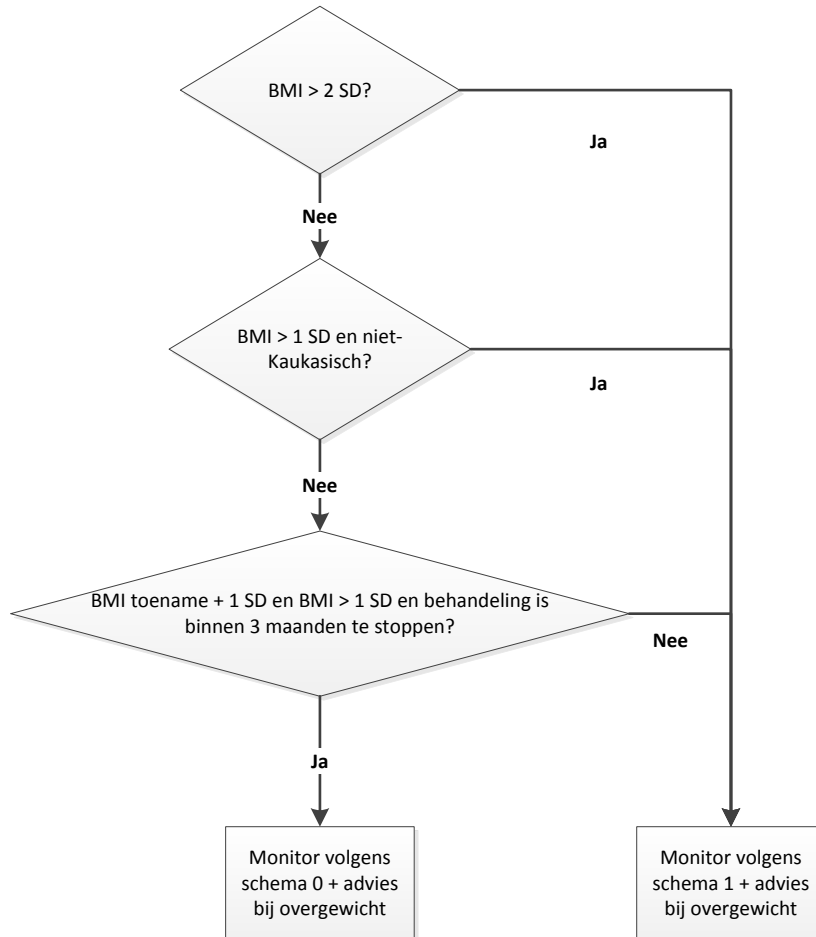 BMI > 2 SD?
Ja
Nee
BMI > 1 SD en niet-
Kaukasisch?
Ja
Nee
BMI toename + 1 SD en BMI > 1 SD en behandeling is
binnen 3 maanden te stoppen?
Nee
Ja
Monitor volgens
schema 0 + advies
bij overgewicht
Monitor volgens
schema 1 + advies
bij overgewicht